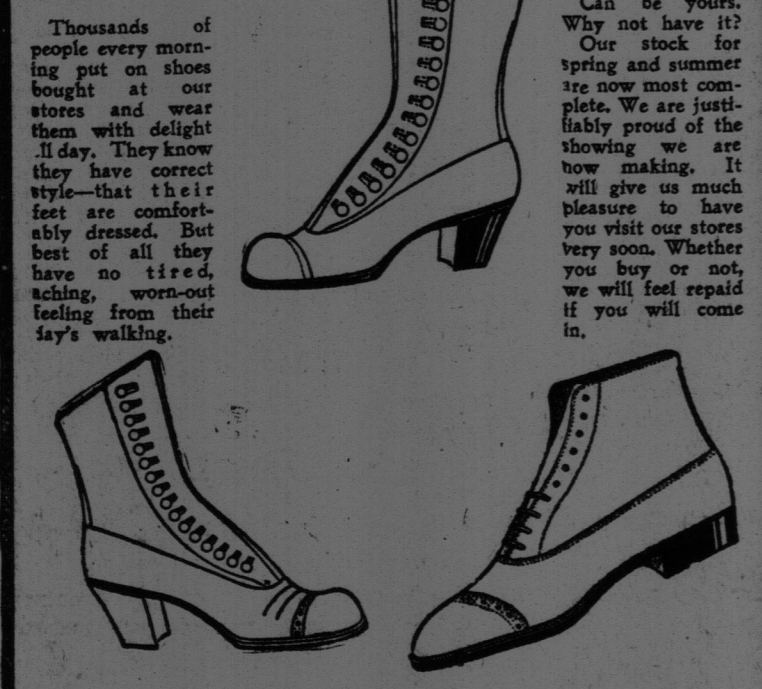 Thousands of
people every morn-
ing put on shoes
bought at our
stores and wear
them with delight
all day. They know
they have correct
style—that their
feet are comfort-
ably dressed. But
best of all they
have no tired,
aching, worn-out
feeling from their
day's walking.
Can be yours.
Why not have it?
Our stock for
spring and summer
are now most com-
plete. We are justi-
fiably proud of the
showing we are
now making. It
will give us much
pleasure to have
you visit our stores
very soon. Whether
you buy or not,
we will feel repaid
if you will come
in.